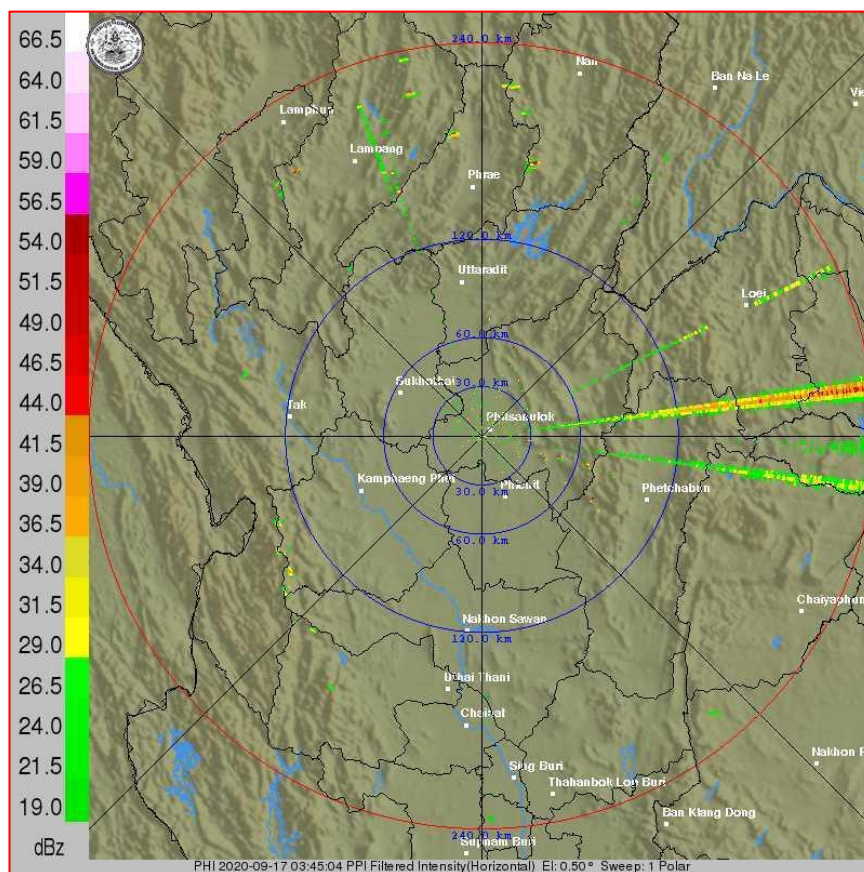 66.5
64.0
61.5
59.0
56.5
54.0
51.5
49.0
46.5
44.0
41.5
39.0
36.5
34.0
31.5
29.0
26.5
24.0
21.5
19.0
dBz
240.0 km
Nan
Ban Na Le
Vie
Lamphun
Lampang
Phrae
120.0 km
Uttaradit
Loei
60.0 km
30.0 km
Sukhothai
Tak
Phitsanulok
Kamphaeng Phet
Phichit
30.0 km
Phetchabun
60.0 km
Chaiyaphum
Nakhon Sawan
120.0 km
Uthai Thani
Chainat
Nakhon R
Sing Buri
Thahanbok Lop Buri
Ban Klang Dong
240.0 km
Suphan Buri
PHI 2020-09-17 03:45:04 PPI Filtered Intensity(Horizontal) El: 0.50° Sweep: 1 Polar